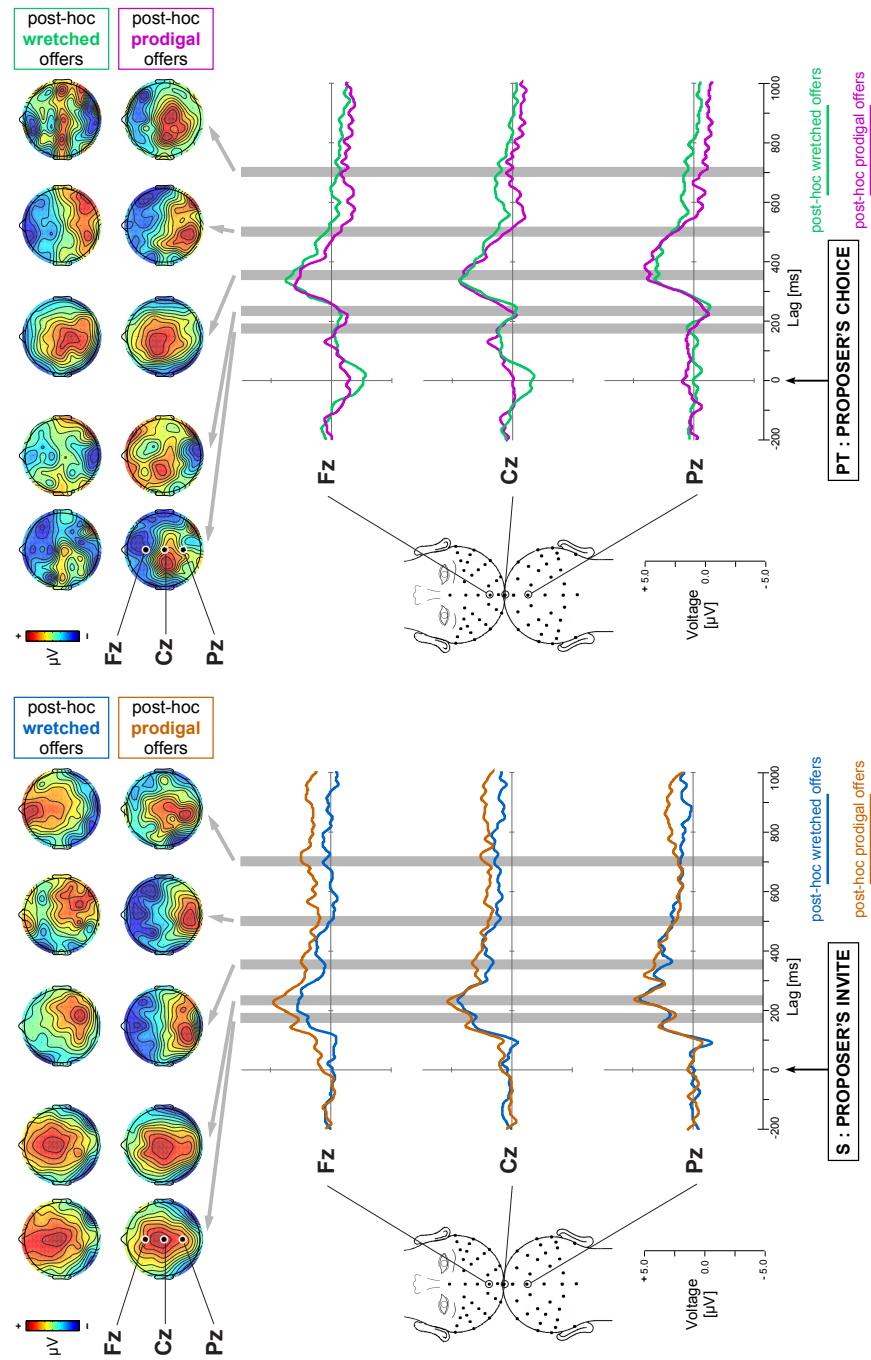 µV
+
–
Fz
Cz
Pz
post-hoc
wretched
offers
post-hoc
prodigal
offers
Fz
Cz
Pz
Voltage
[µV]
+ 5.0
0.0
- 5.0
-200
0
200
400
600
800
1000
Lag [ms]
S : PROPOSER'S INVITE
post-hoc wretched offers
post-hoc prodigal offers
µV
+
–
Fz
Cz
Pz
post-hoc
wretched
offers
post-hoc
prodigal
offers
Fz
Cz
Pz
Voltage
[µV]
+ 5.0
0.0
- 5.0
-200
0
200
400
600
800
1000
Lag [ms]
PT : PROPOSER'S CHOICE
post-hoc wretched offers
post-hoc prodigal offers